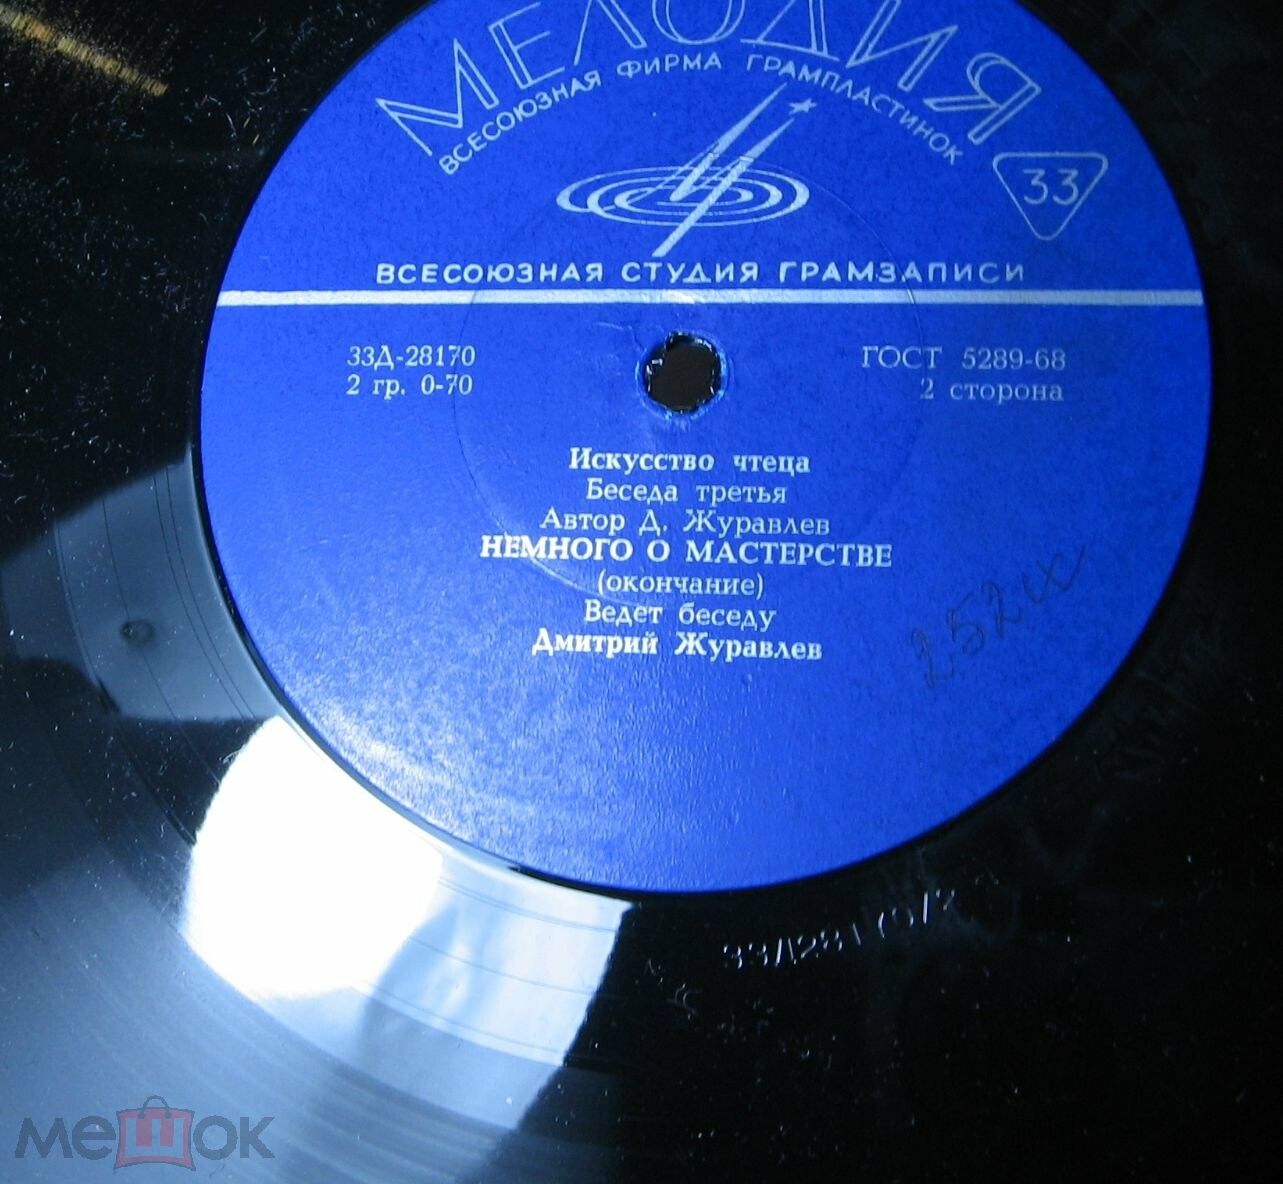 МЕЛОДИЯ
ВСЕСОЮЗНАЯ ФИРМА ГРАМПЛАСТИНОК
33
ВСЕСОЮЗНАЯ СТУДИЯ ГРАМЗАПИСИ
33Д-28170
2 гр. 0-70
ГОСТ 5289-68
2 сторона
Искусство чтеца
Беседа третья
Автор Д. Журавлев
НЕМНОГО О МАСТЕРСТВЕ
(окончание)
Ведет беседу
Дмитрий Журавлев
мешок